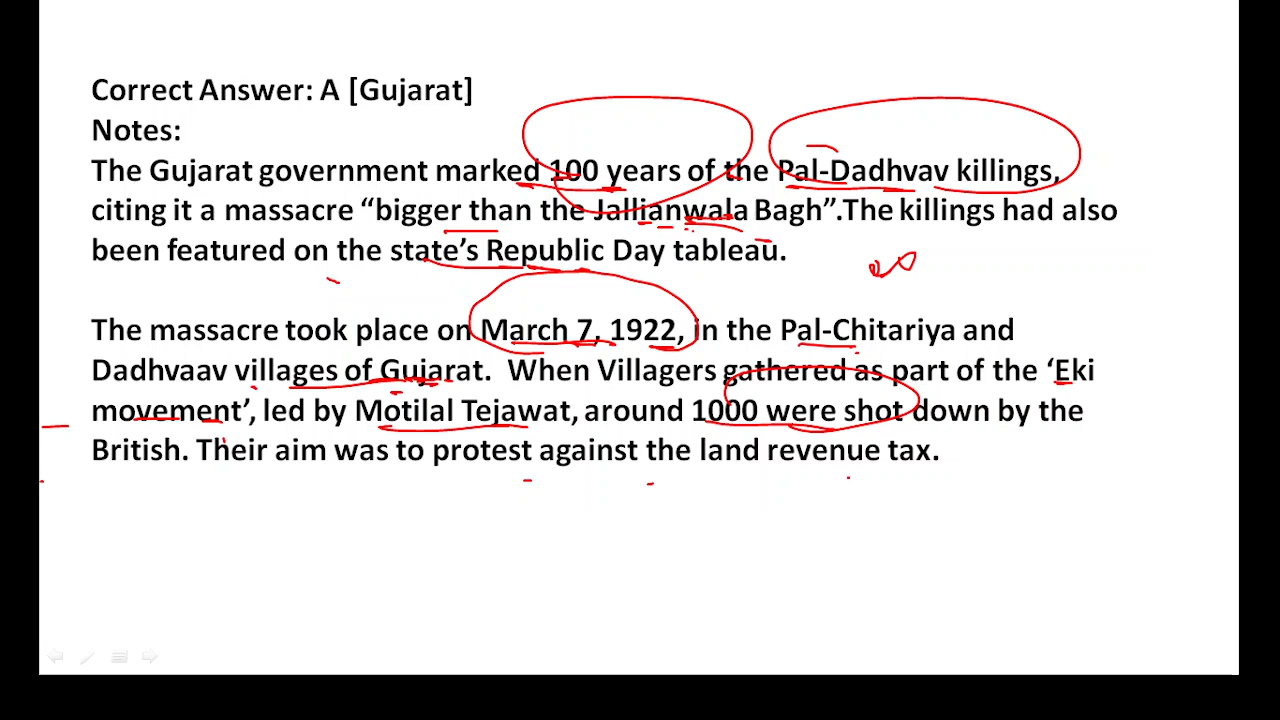 Correct Answer: A [Gujarat]
Notes:
The Gujarat government marked 100 years of the Pal-Dadhvav killings,
citing it a massacre “bigger than the Jallianwala Bagh”.The killings had also
been featured on the state’s Republic Day tableau.
The massacre took place on March 7, 1922, in the Pal-Chitariya and
Dadhvaav villages of Gujarat. When Villagers gathered as part of the ‘Eki
movement’, led by Motilal Tejawat, around 1000 were shot down by the
British. Their aim was to protest against the land revenue tax.